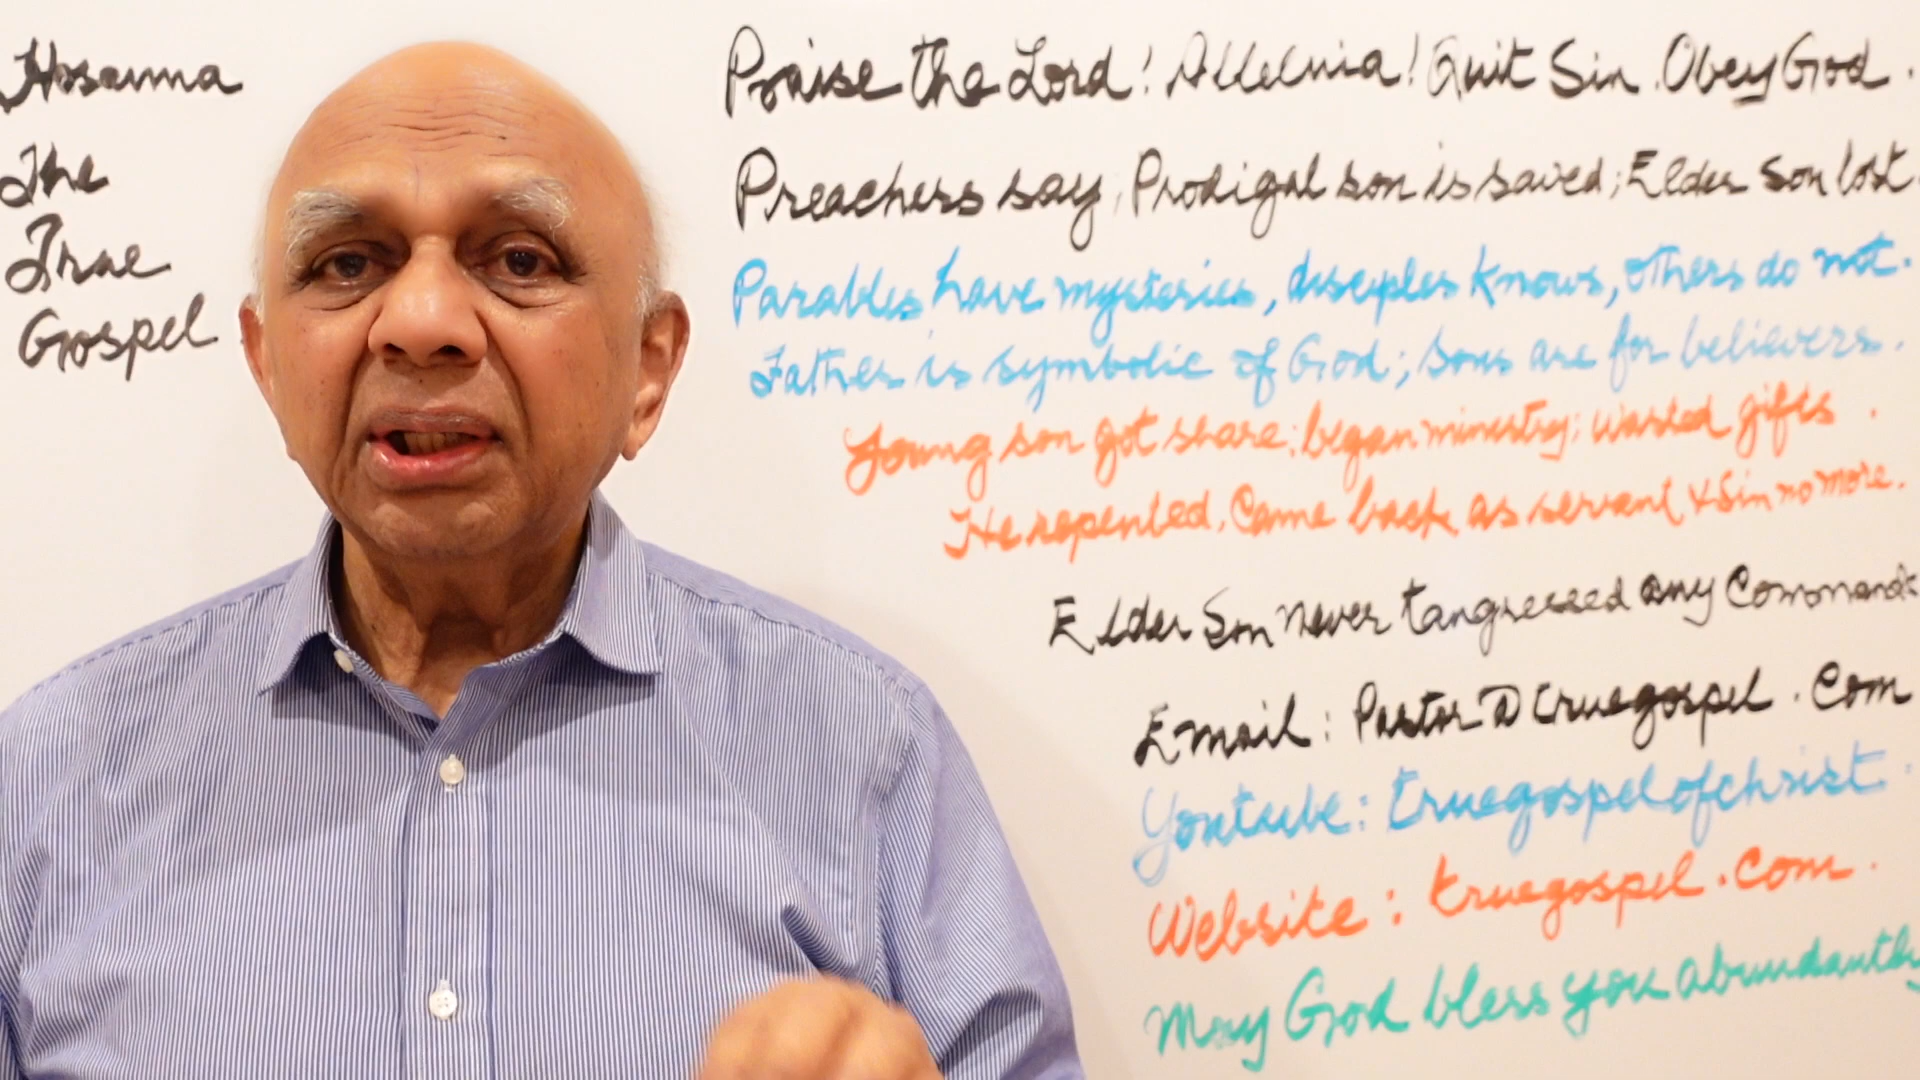 Hosanna
The
True
Gospel
Praise the Lord! Allelnia! Quit Sin. Obey God.
Preachers say, Prodigal son is saved; Elder Son lost.
Parables have mysteries, disciples knows, others do not.
Father is symbolic of God; Sons are for believers.
Young son got share: began ministry; wasted gifts.
He repented. Came back as servant & Sin no more.
Elder Son never tangressed any Commands
Email: Pastor@truegospel.com
Youtube: truegospelofchrist.
Website: truegospel.com.
May God bless you abundantly